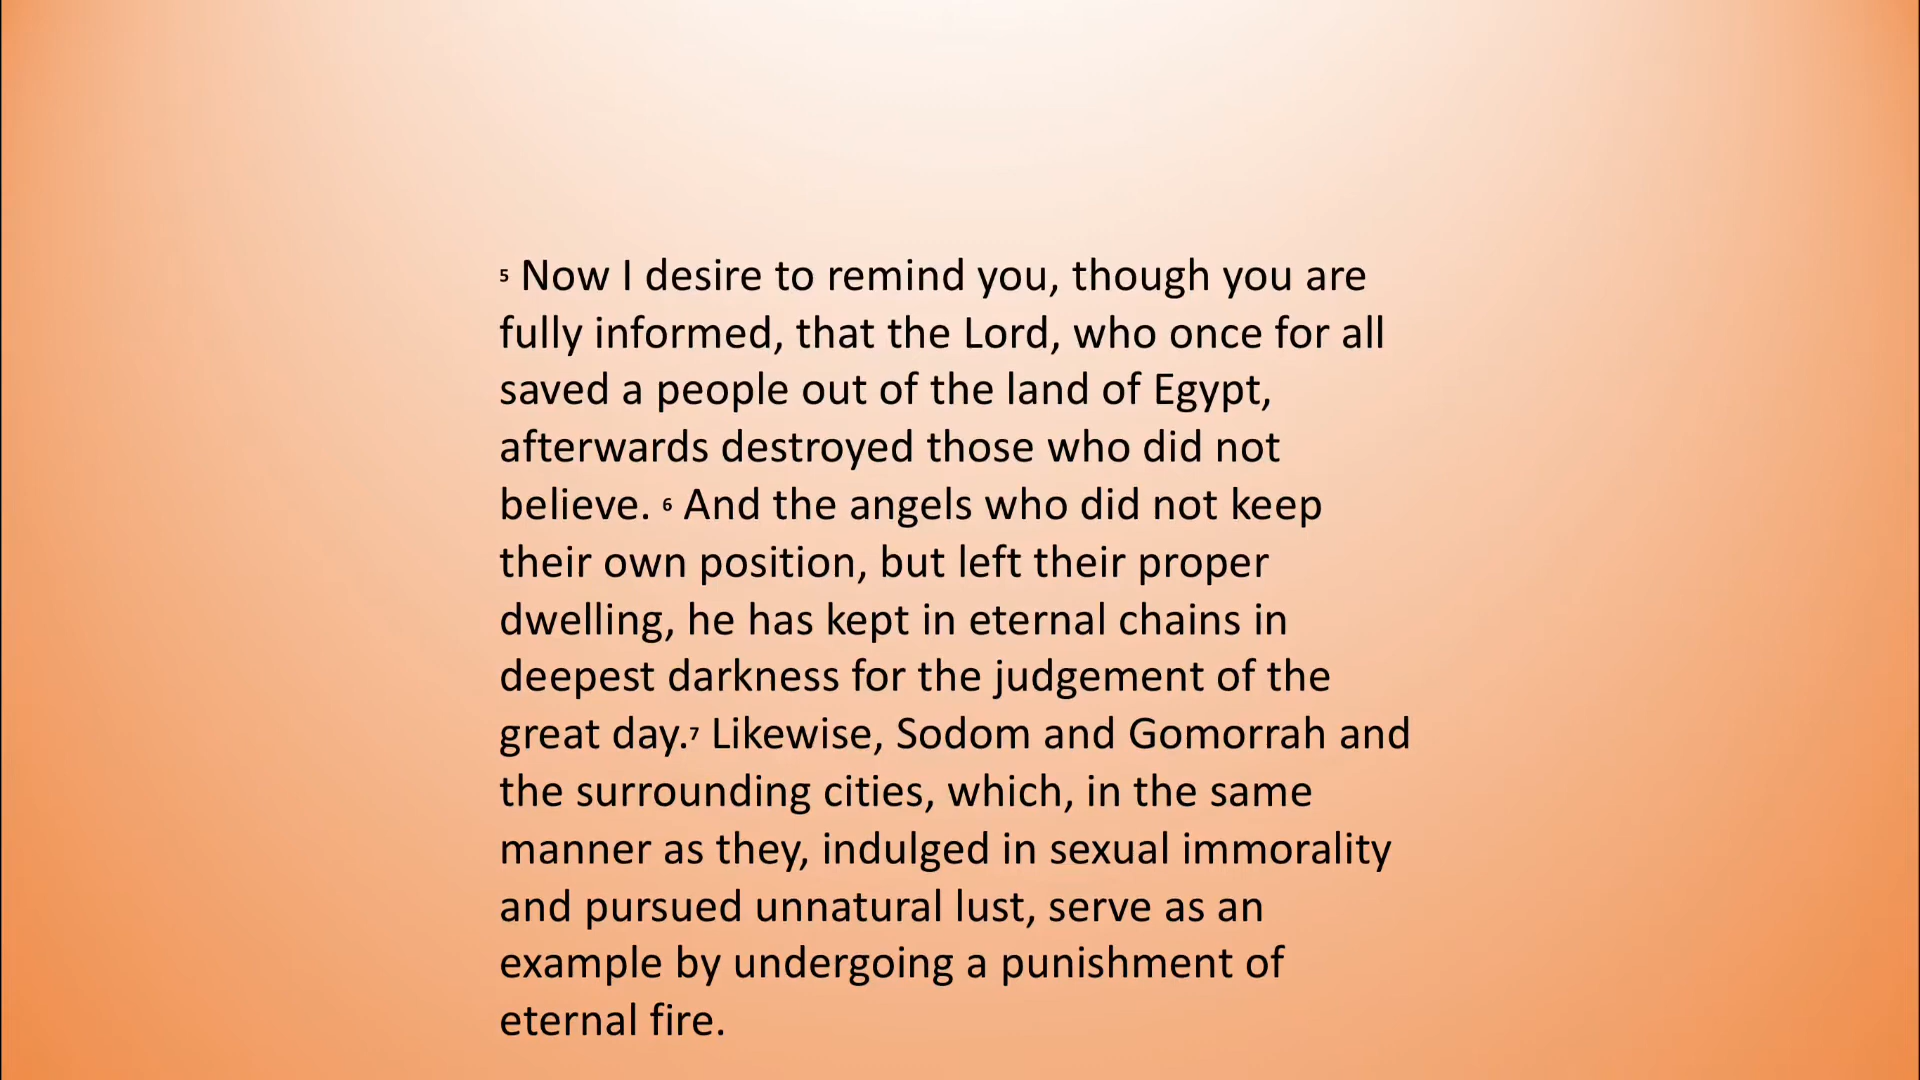 5 Now I desire to remind you, though you are
fully informed, that the Lord, who once for all
saved a people out of the land of Egypt,
afterwards destroyed those who did not
believe. 6 And the angels who did not keep
their own position, but left their proper
dwelling, he has kept in eternal chains in
deepest darkness for the judgement of the
great day.7 Likewise, Sodom and Gomorrah and
the surrounding cities, which, in the same
manner as they, indulged in sexual immorality
and pursued unnatural lust, serve as an
example by undergoing a punishment of
eternal fire.